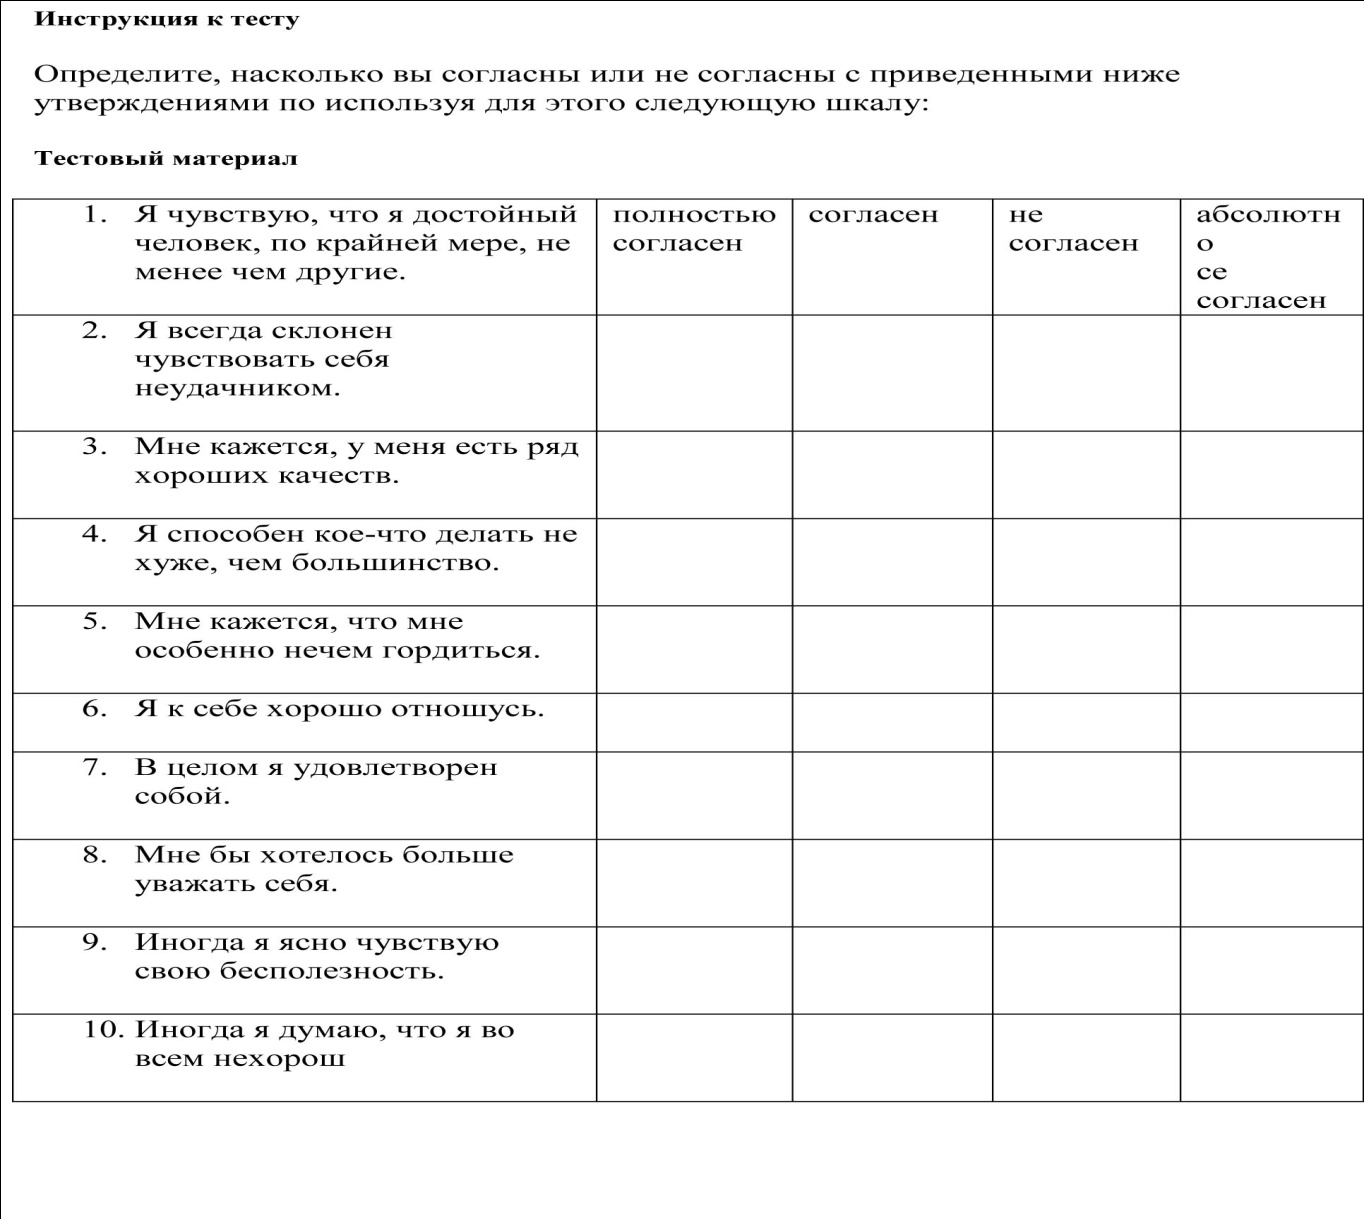 Инструкция к тесту
Определите, насколько вы согласны или не согласны с приведенными ниже
утверждениями по используя для этого следующую шкалу:
Тестовый материал
1. Я чувствую, что я достойный
человек, по крайней мере, не
менее чем другие.
полностью
согласен
согласен
не
согласен
абсолютн
о
се
согласен
2. Я всегда склонен
чувствовать себя
неудачником.
3. Мне кажется, у меня есть ряд
хороших качеств.
4. Я способен кое-что делать не
хуже, чем большинство.
5. Мне кажется, что мне
особенно нечем гордиться.
6. Я к себе хорошо отношусь.
7. В целом я удовлетворен
собой.
8. Мне бы хотелось больше
уважать себя.
9. Иногда я ясно чувствую
свою бесполезность.
10. Иногда я думаю, что я во
всем нехорош